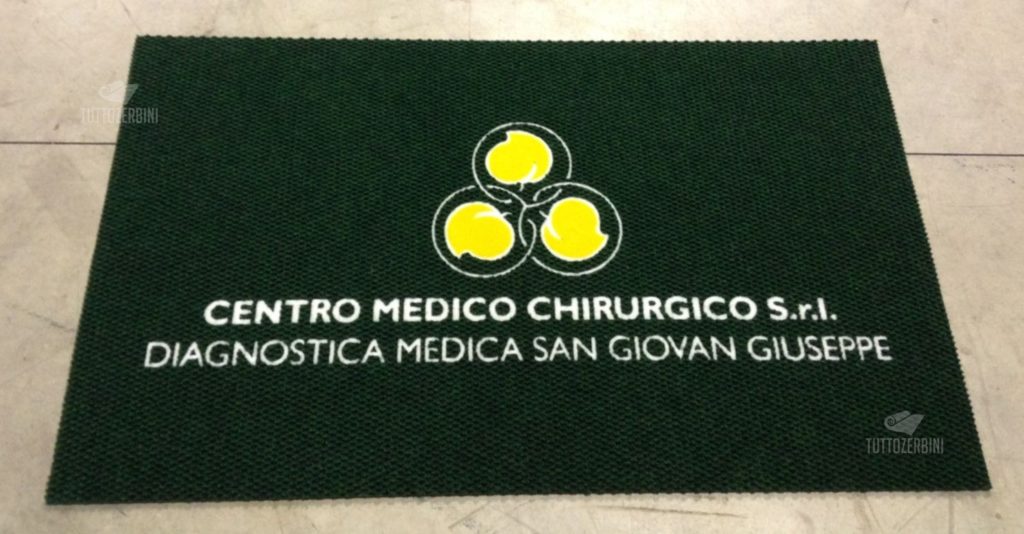 TUTTOZERBINI
CENTRO MEDICO CHIRURGICO S.r.l.
DIAGNOSTICA MEDICA SAN GIOVAN GIUSEPPE
TUTTOZERBINI